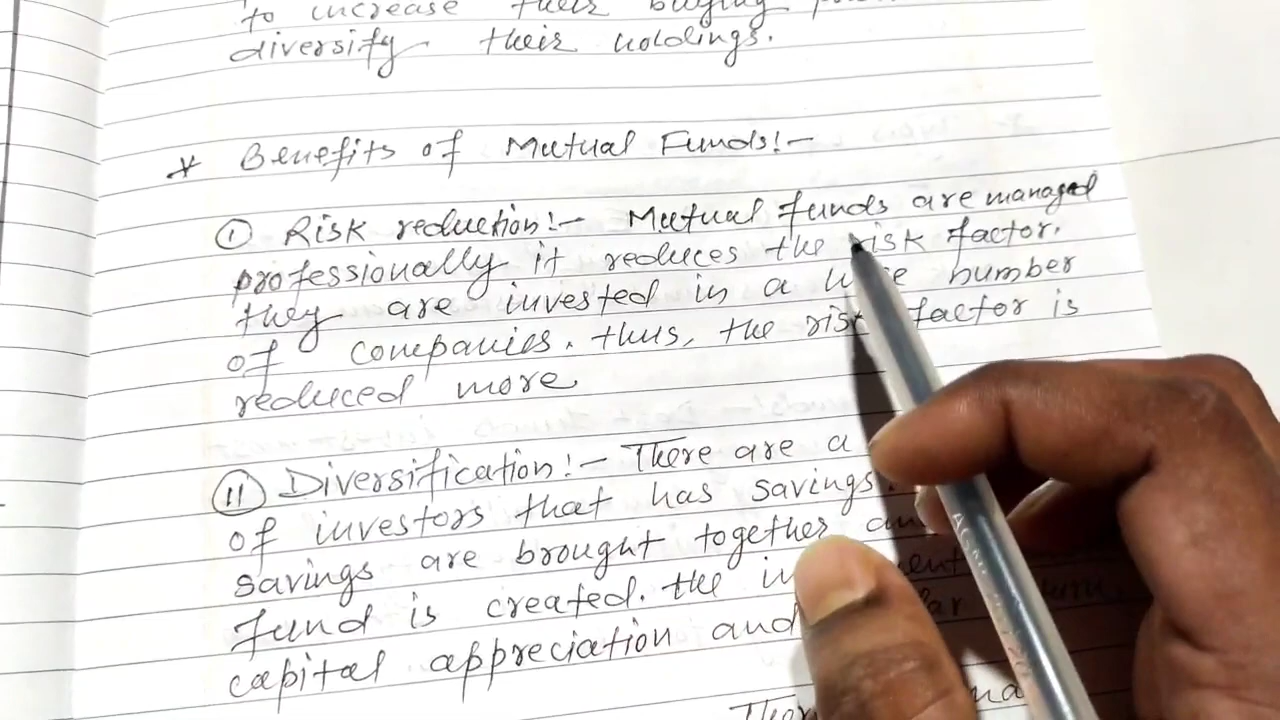 to increase their buying
diversify their holdings.
* Benefits of Mutual Funds:-
① Risk reduction:- Mutual funds are managed
professionally it reduces the risk factor.
they are invested in a number
of companies. thus, the risk factor is
reduced more
⑪ Diversification:- There are a
of investors that has savings.
savings are brought together
fund is created. the
capital appreciation and